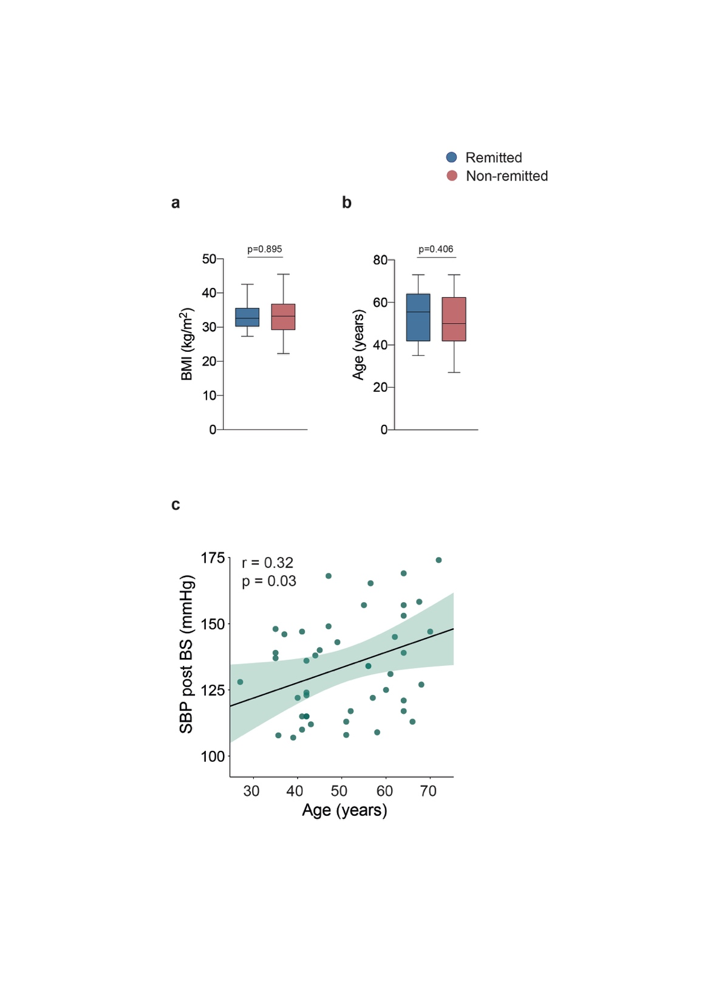 Remitted
Non-remitted
a
b
p=0.895
p=0.406
50
40
30
20
10
0
BMI (kg/m²)
80
60
40
20
0
Age (years)
c
r = 0.32
p = 0.03
175
150
125
100
SBP post BS (mmHg)
30 40 50 60 70
Age (years)